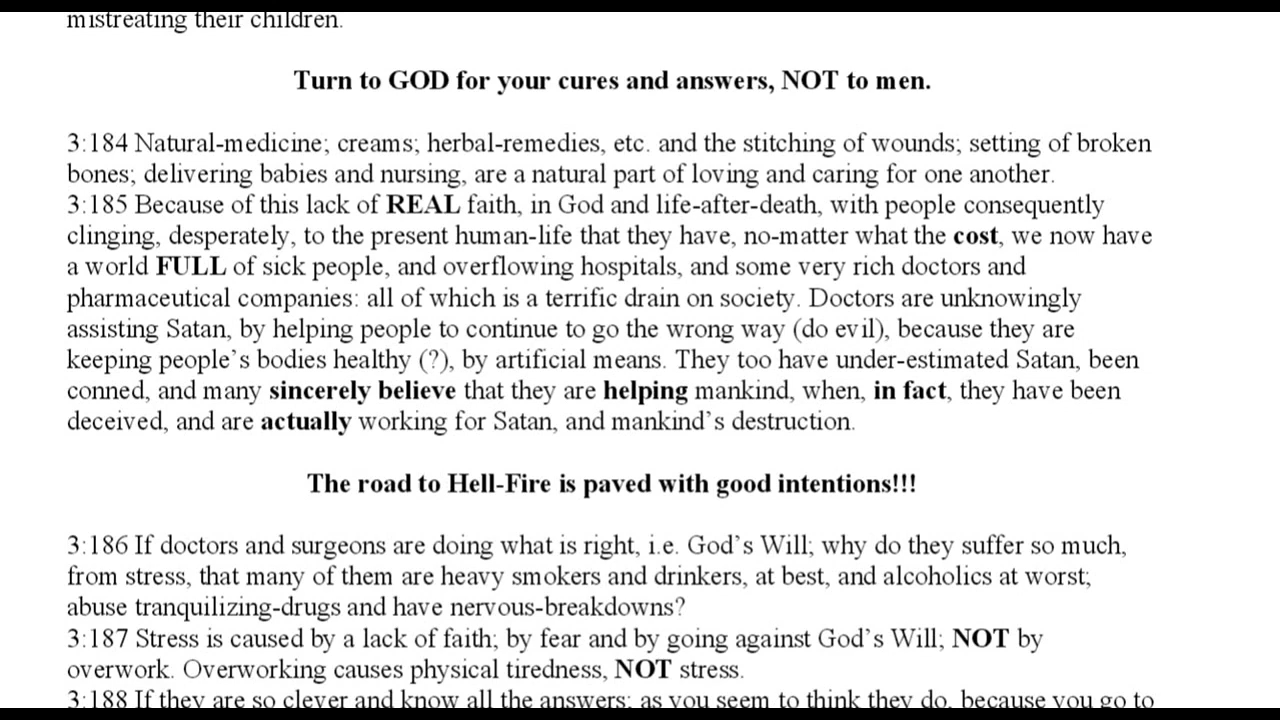 mistreating their children.
Turn to GOD for your cures and answers, NOT to men.
3:184 Natural-medicine; creams; herbal-remedies, etc. and the stitching of wounds; setting of broken
bones; delivering babies and nursing, are a natural part of loving and caring for one another.
3:185 Because of this lack of REAL faith, in God and life-after-death, with people consequently
clinging, desperately, to the present human-life that they have, no-matter what the cost, we now have
a world FULL of sick people, and overflowing hospitals, and some very rich doctors and
pharmaceutical companies: all of which is a terrific drain on society. Doctors are unknowingly
assisting Satan, by helping people to continue to go the wrong way (do evil), because they are
keeping people's bodies healthy (?), by artificial means. They too have under-estimated Satan, been
conned, and many sincerely believe that they are helping mankind, when, in fact, they have been
deceived, and are actually working for Satan, and mankind's destruction.
The road to Hell-Fire is paved with good intentions!!!
3:186 If doctors and surgeons are doing what is right, i.e. God's Will; why do they suffer so much,
from stress, that many of them are heavy smokers and drinkers, at best, and alcoholics at worst;
abuse tranquilizing-drugs and have nervous-breakdowns?
3:187 Stress is caused by a lack of faith; by fear and by going against God's Will; NOT by
overwork. Overworking causes physical tiredness, NOT stress.
3:188 If they are so clever and know all the answers; as you seem to think they do, because you go to